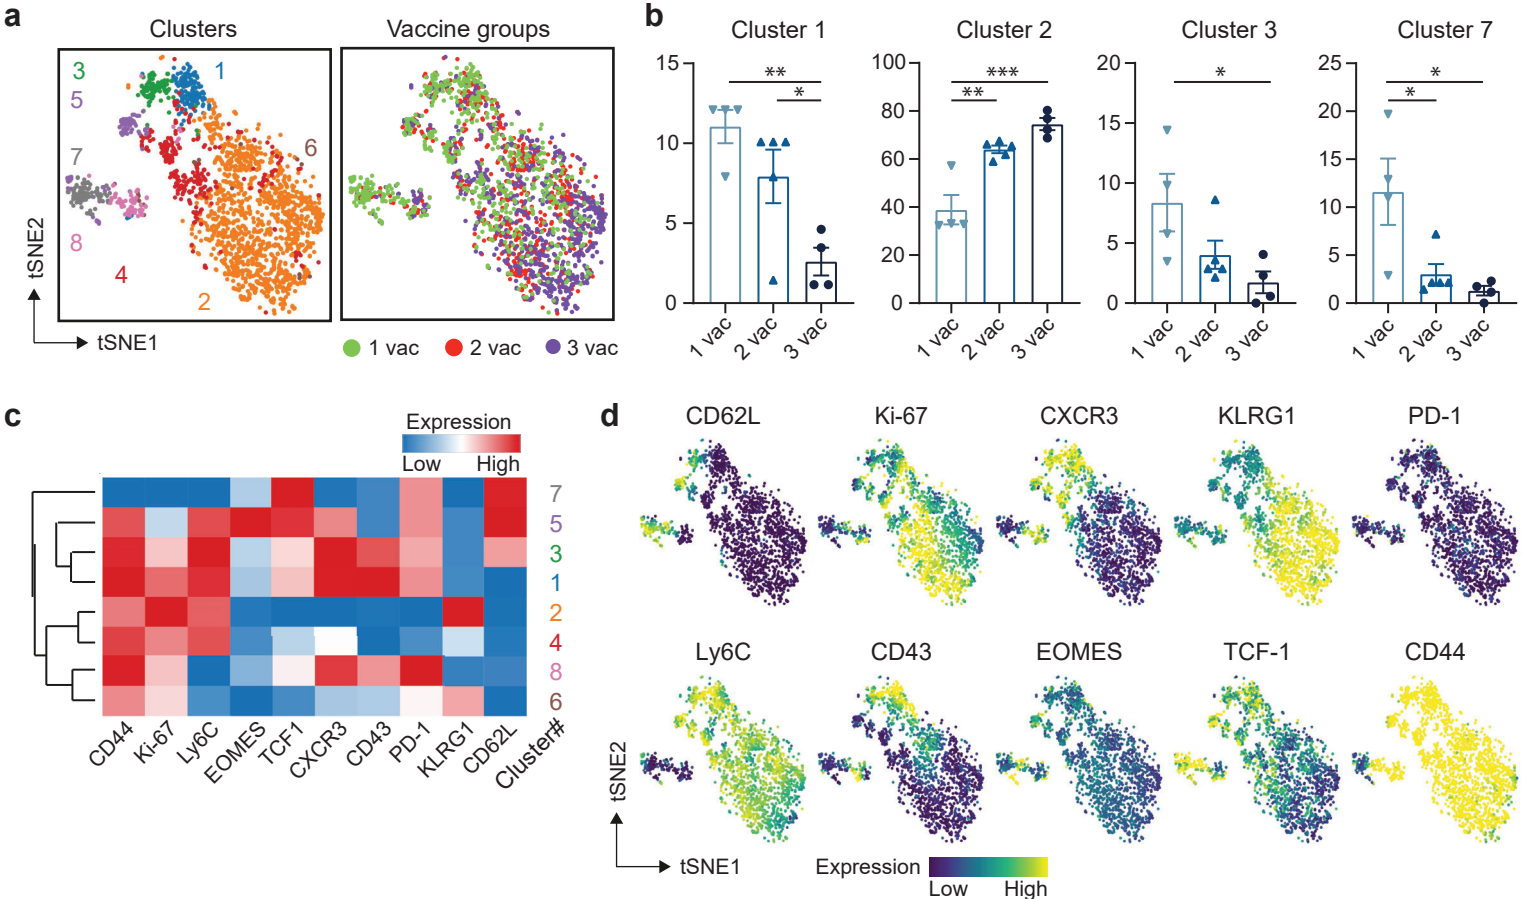 a
Clusters
Vaccine groups
3
1
5
6
7
8
4
2
tSNE2
tSNE1
1 vac
2 vac
3 vac
b
Cluster 1
Cluster 2
Cluster 3
Cluster 7
15
10
5
0
**
*
1 vac
2 vac
3 vac
100
80
60
40
20
0
***
**
1 vac
2 vac
3 vac
20
15
10
5
0
*
1 vac
2 vac
3 vac
25
20
15
10
5
0
*
*
1 vac
2 vac
3 vac
c
Expression
Low High
7
5
3
1
2
4
8
6
CD44
Ki-67
Ly6C
EOMES
TCF1
CXCR3
CD43
PD-1
KLRG1
CD62L
Cluster#
d
CD62L
Ki-67
CXCR3
KLRG1
PD-1
Ly6C
CD43
EOMES
TCF-1
CD44
tSNE2
tSNE1
Expression
Low High